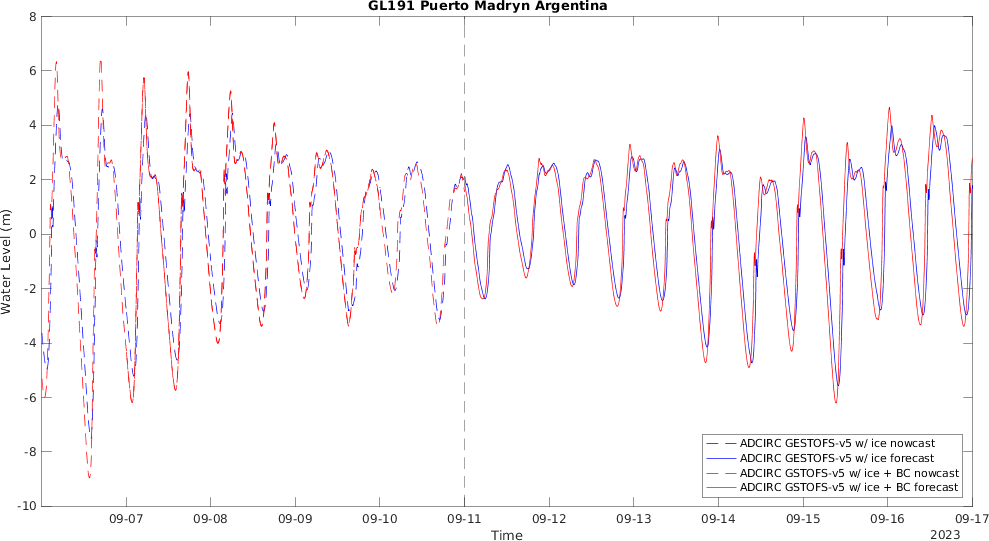 GL191 Puerto Madryn Argentina
8
6
4
2
0
-2
-4
-6
-8
-10
Water Level (m)
ADCIRC GESTOFS-v5 w/ ice nowcast
ADCIRC GESTOFS-v5 w/ ice forecast
ADCIRC GSTOFS-v5 w/ ice + BC nowcast
ADCIRC GSTOFS-v5 w/ ice + BC forecast
09-07 09-08 09-09 09-10 09-11 09-12 09-13 09-14 09-15 09-16 09-17
Time
2023